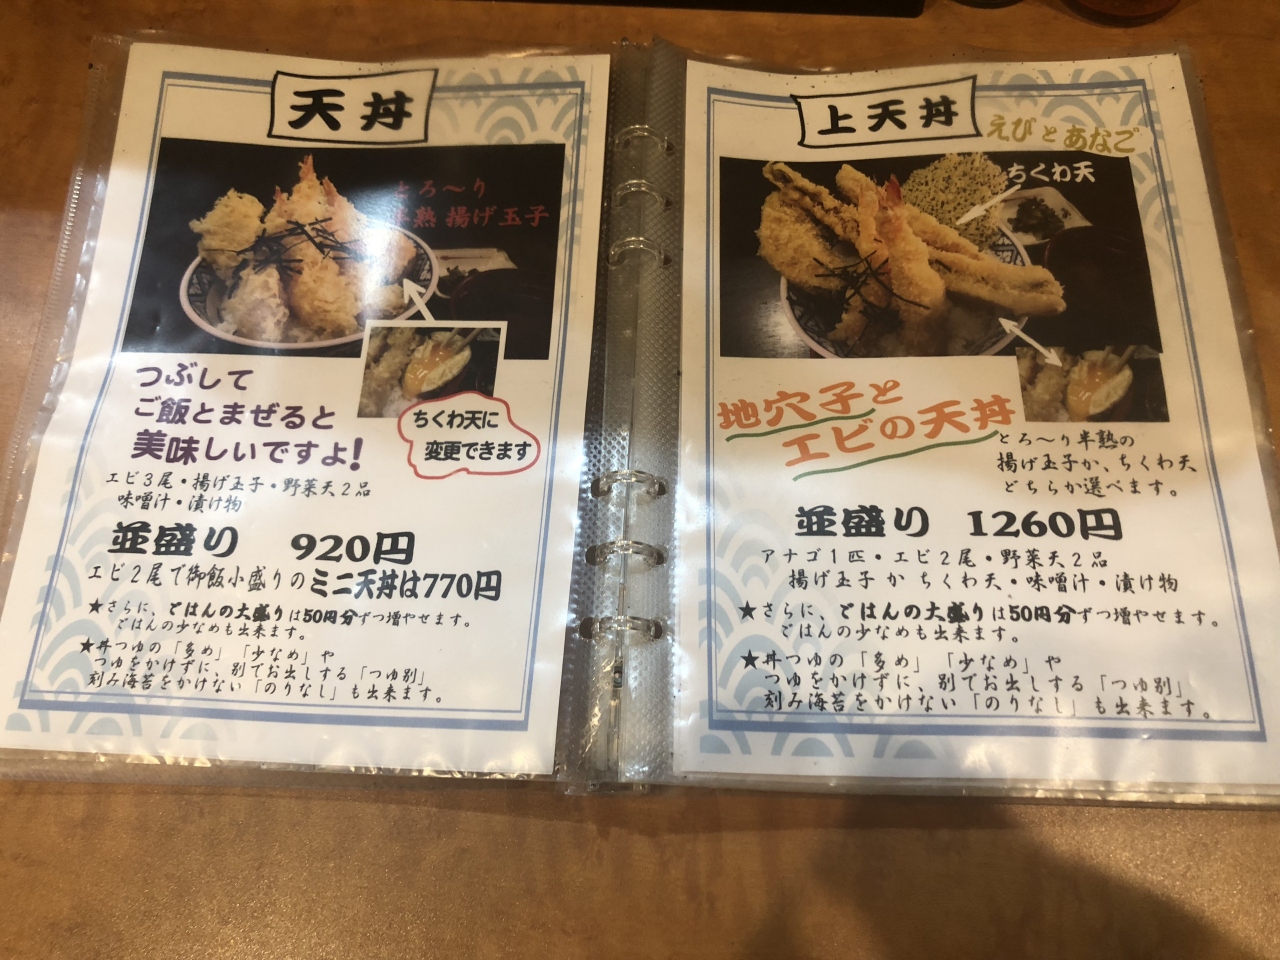 天丼
とろ～り
半熟 揚げ玉子
つぶして
ご飯とまぜると
美味しいですよ!
ちくわ天に
変更できます
エビ3尾・揚げ玉子・野菜天2品
味噌汁・漬け物
並盛り 920円
エビ2尾で御飯小盛りのミニ天丼は770円
★さらに、ごはんの大盛りは50円分ずつ増やせます。
ごはんの少なめも出来ます。
★丼つゆの「多め」「少なめ」や
つゆをかけずに、別でお出しする「つゆ別」
刻み海苔をかけない「のりなし」も出来ます。
上天丼
えびとあなご
ちくわ天
地穴子と
エビの天丼
とろ～り半熟の
揚げ玉子か、ちくわ天
どちらか選べます。
並盛り 1260円
アナゴ1匹・エビ2尾・野菜天2品
揚げ玉子 か ちくわ天・味噌汁・漬け物
★さらに、ごはんの大盛りは50円分ずつ増やせます。
ごはんの少なめも出来ます。
★丼つゆの「多め」「少なめ」や
つゆをかけずに、別でお出しする「つゆ別」
刻み海苔をかけない「のりなし」も出来ます。